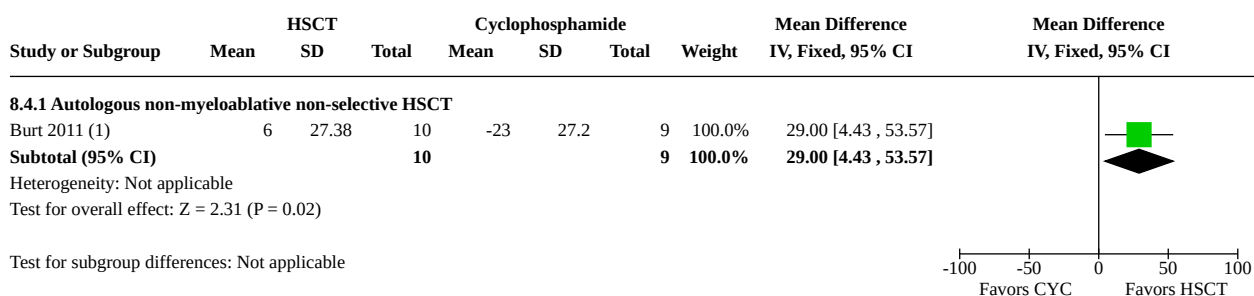 HSCT Cyclophosphamide Mean Difference Mean Difference
Study or Subgroup Mean SD Total Mean SD Total Weight IV, Fixed, 95% CI IV, Fixed, 95% CI
8.4.1 Autologous non-myeloablative non-selective HSCT
Burt 2011 (1) 6 27.38 10 -23 27.2 9 100.0% 29.00 [4.43 , 53.57]
Subtotal (95% CI) 10 9 100.0% 29.00 [4.43 , 53.57]
Heterogeneity: Not applicable
Test for overall effect: Z = 2.31 (P = 0.02)
Test for subgroup differences: Not applicable
-100 -50 0 50 100
Favors CYC Favors HSCT